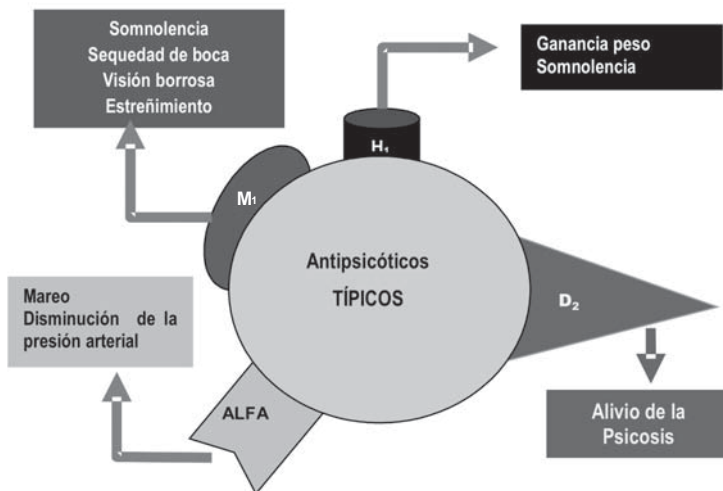 Somnolencia
Sequedad de boca
Visión borrosa
Estreñimiento
Ganancia peso
Somnolencia
H₁
M₁
Antipsicóticos
TÍPICOS
D₂
Mareo
Disminución de la
presión arterial
ALFA
Alivio de la
Psicosis